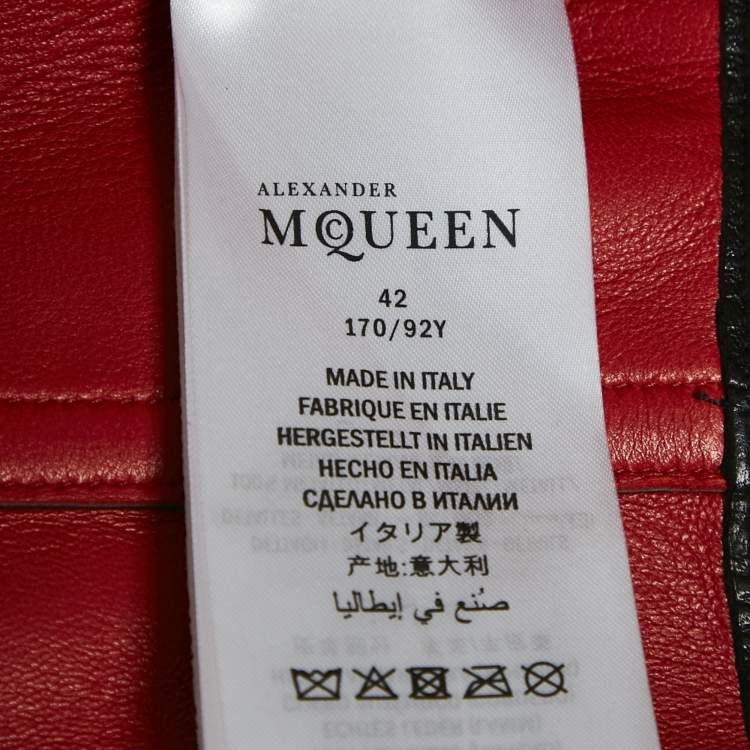 ALEXANDER
MCQUEEN
42
170/92Y
MADE IN ITALY
FABRIQUE EN ITALIE
HERGESTELLT IN ITALIEN
HECHO EN ITALIA
СДЕЛАНО В ИТАЛИИ
イタリア製
产地:意大利
صُنع في إيطاليا